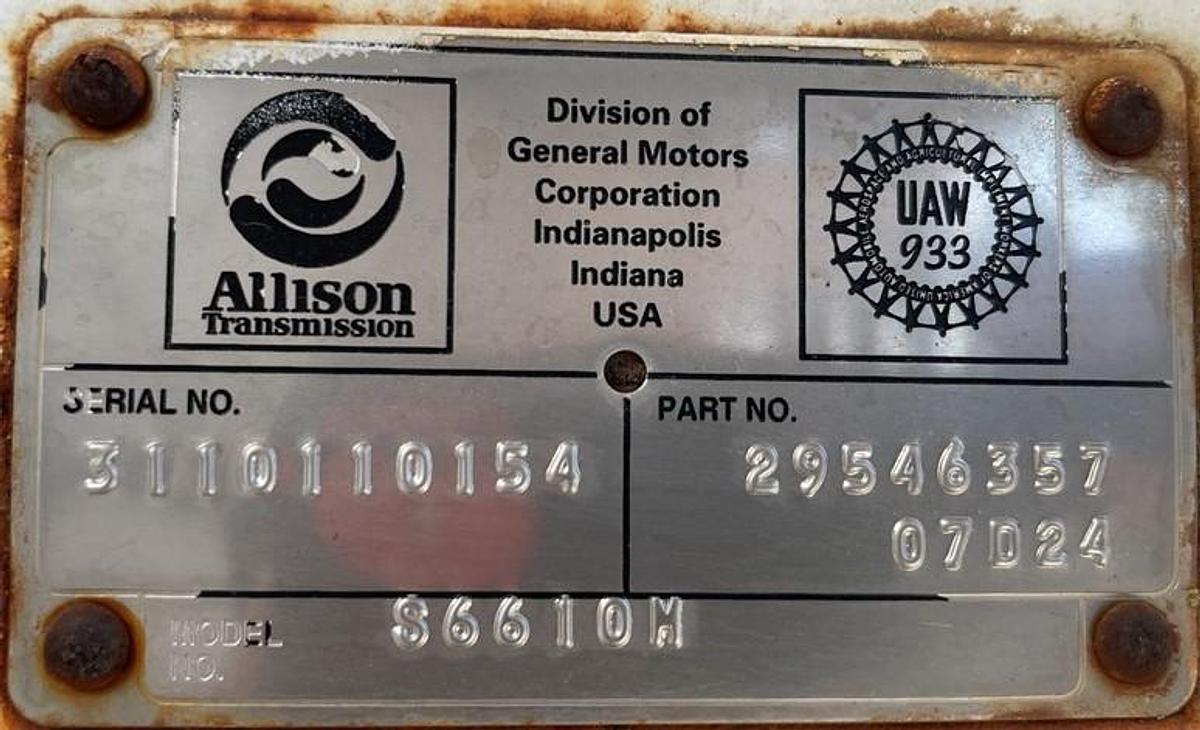 Allison
Transmission
Division of
General Motors
Corporation
Indianapolis
Indiana
USA
UAW
933
SERIAL NO.
3110110154
PART NO.
29546357
07D24
MODEL
NO.
S6610M